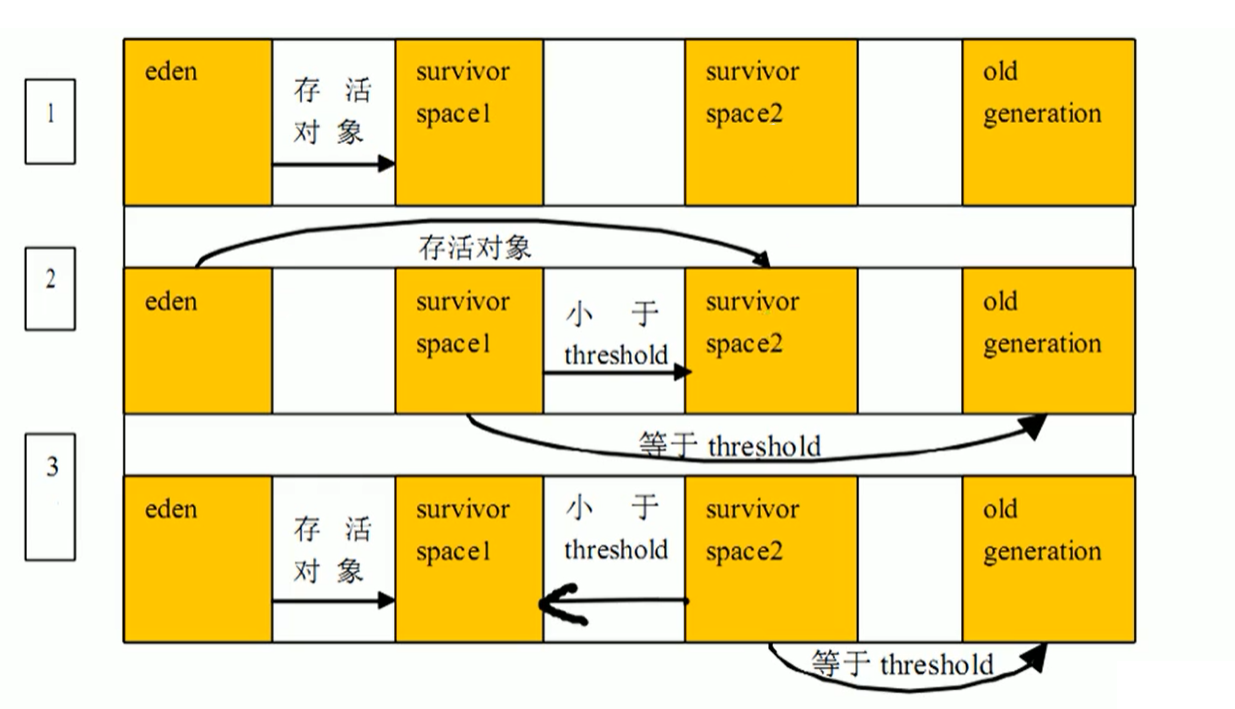 1
eden
存 活
对 象
survivor
space1
survivor
space2
old
generation
存活对象
2
eden
survivor
space1
小 于
threshold
survivor
space2
old
generation
等于 threshold
3
eden
存 活
对 象
survivor
space1
小 于
threshold
survivor
space2
old
generation
等于 threshold